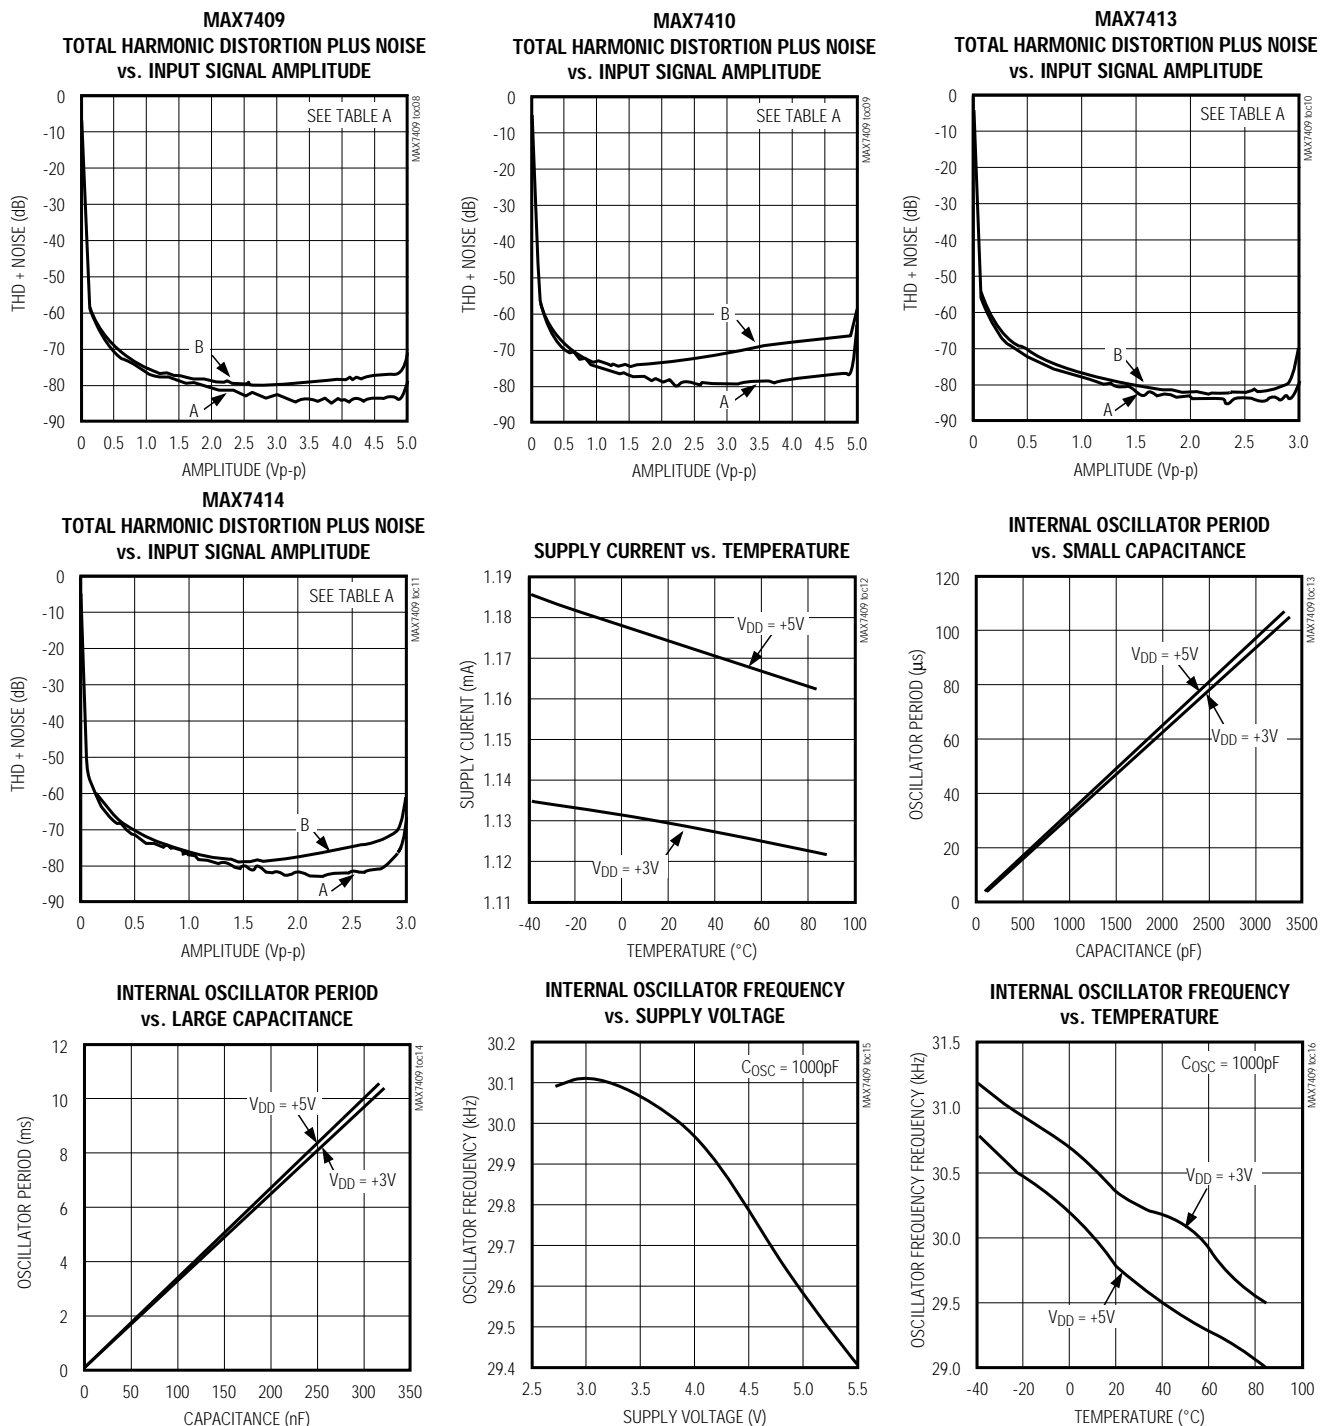 MAX7409
TOTAL HARMONIC DISTORTION PLUS NOISE
vs. INPUT SIGNAL AMPLITUDE
0
-10
-20
-30
-40
-50
-60
-70
-80
-90
THD + NOISE (dB)
SEE TABLE A
MAX7409 toc08
B
A
0 0.5 1.0 1.5 2.0 2.5 3.0 3.5 4.0 4.5 5.0
AMPLITUDE (Vp-p)
MAX7410
TOTAL HARMONIC DISTORTION PLUS NOISE
vs. INPUT SIGNAL AMPLITUDE
0
-10
-20
-30
-40
-50
-60
-70
-80
-90
THD + NOISE (dB)
SEE TABLE A
MAX7409 toc09
B
A
0 0.5 1.0 1.5 2.0 2.5 3.0 3.5 4.0 4.5 5.0
AMPLITUDE (Vp-p)
MAX7413
TOTAL HARMONIC DISTORTION PLUS NOISE
vs. INPUT SIGNAL AMPLITUDE
0
-10
-20
-30
-40
-50
-60
-70
-80
-90
THD + NOISE (dB)
SEE TABLE A
MAX7409 toc10
B
A
0 0.5 1.0 1.5 2.0 2.5 3.0
AMPLITUDE (Vp-p)
MAX7414
TOTAL HARMONIC DISTORTION PLUS NOISE
vs. INPUT SIGNAL AMPLITUDE
0
-10
-20
-30
-40
-50
-60
-70
-80
-90
THD + NOISE (dB)
SEE TABLE A
MAX7409 toc11
B
A
0 0.5 1.0 1.5 2.0 2.5 3.0
AMPLITUDE (Vp-p)
SUPPLY CURRENT vs. TEMPERATURE
1.19
1.18
1.17
1.16
1.15
1.14
1.13
1.12
1.11
SUPPLY CURENT (mA)
MAX7409 toc12
VDD = +5V
VDD = +3V
-40 -20 0 20 40 60 80 100
TEMPERATURE (°C)
INTERNAL OSCILLATOR PERIOD
vs. SMALL CAPACITANCE
120
100
80
60
40
20
0
OSCILLATOR PERIOD (µs)
MAX7409 toc13
VDD = +5V
VDD = +3V
0 500 1000 1500 2000 2500 3000 3500
CAPACITANCE (pF)
INTERNAL OSCILLATOR PERIOD
vs. LARGE CAPACITANCE
12
10
8
6
4
2
0
OSCILLATOR PERIOD (ms)
MAX7409 toc14
VDD = +5V
VDD = +3V
0 50 100 150 200 250 300 350
CAPACITANCE (nF)
INTERNAL OSCILLATOR FREQUENCY
vs. SUPPLY VOLTAGE
30.2
30.1
30.0
29.9
29.8
29.7
29.6
29.5
29.4
OSCILLATOR FREQUENCY (kHz)
COSC = 1000pF
MAX7409 toc15
2.5 3.0 3.5 4.0 4.5 5.0 5.5
SUPPLY VOLTAGE (V)
INTERNAL OSCILLATOR FREQUENCY
vs. TEMPERATURE
31.5
31.0
30.5
30.0
29.5
29.0
OSCILLATOR FREQUENCY FREQUENCY (kHz)
COSC = 1000pF
MAX7409 toc16
VDD = +3V
VDD = +5V
-40 -20 0 20 40 60 80 100
TEMPERATURE (°C)